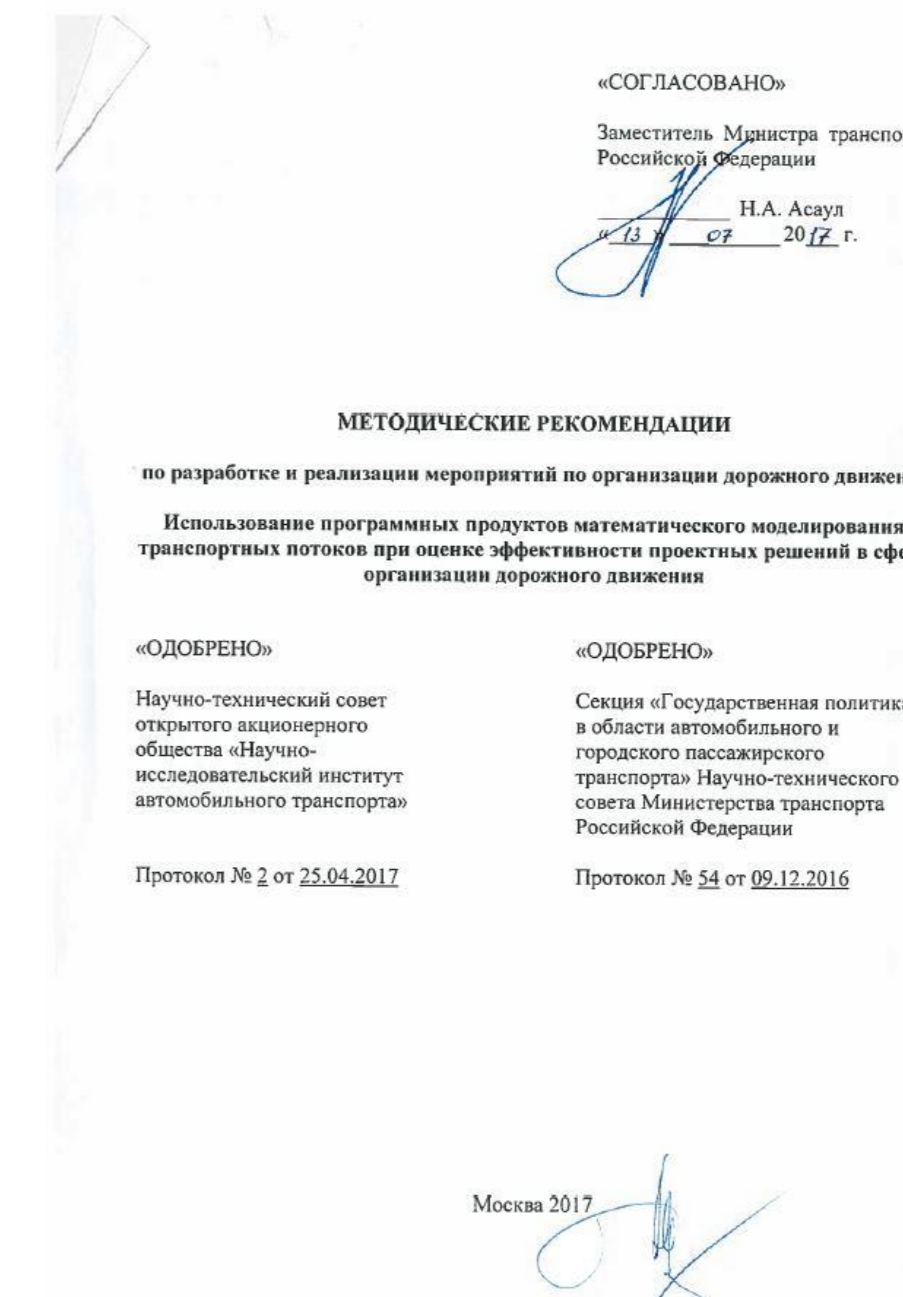 «СОГЛАСОВАНО»
Заместитель Министра транспо
Российской Федерации
Н.А. Асаул
«13» 07 2017 г.
МЕТОДИЧЕСКИЕ РЕКОМЕНДАЦИИ
по разработке и реализации мероприятий по организации дорожного движен
Использование программных продуктов математического моделирования
транспортных потоков при оценке эффективности проектных решений в сфе
организации дорожного движения
«ОДОБРЕНО»
Научно-технический совет
открытого акционерного
общества «Научно-
исследовательский институт
автомобильного транспорта»
Протокол № 2 от 25.04.2017
«ОДОБРЕНО»
Секция «Государственная политика
в области автомобильного и
городского пассажирского
транспорта» Научно-технического
совета Министерства транспорта
Российской Федерации
Протокол № 54 от 09.12.2016
Москва 2017